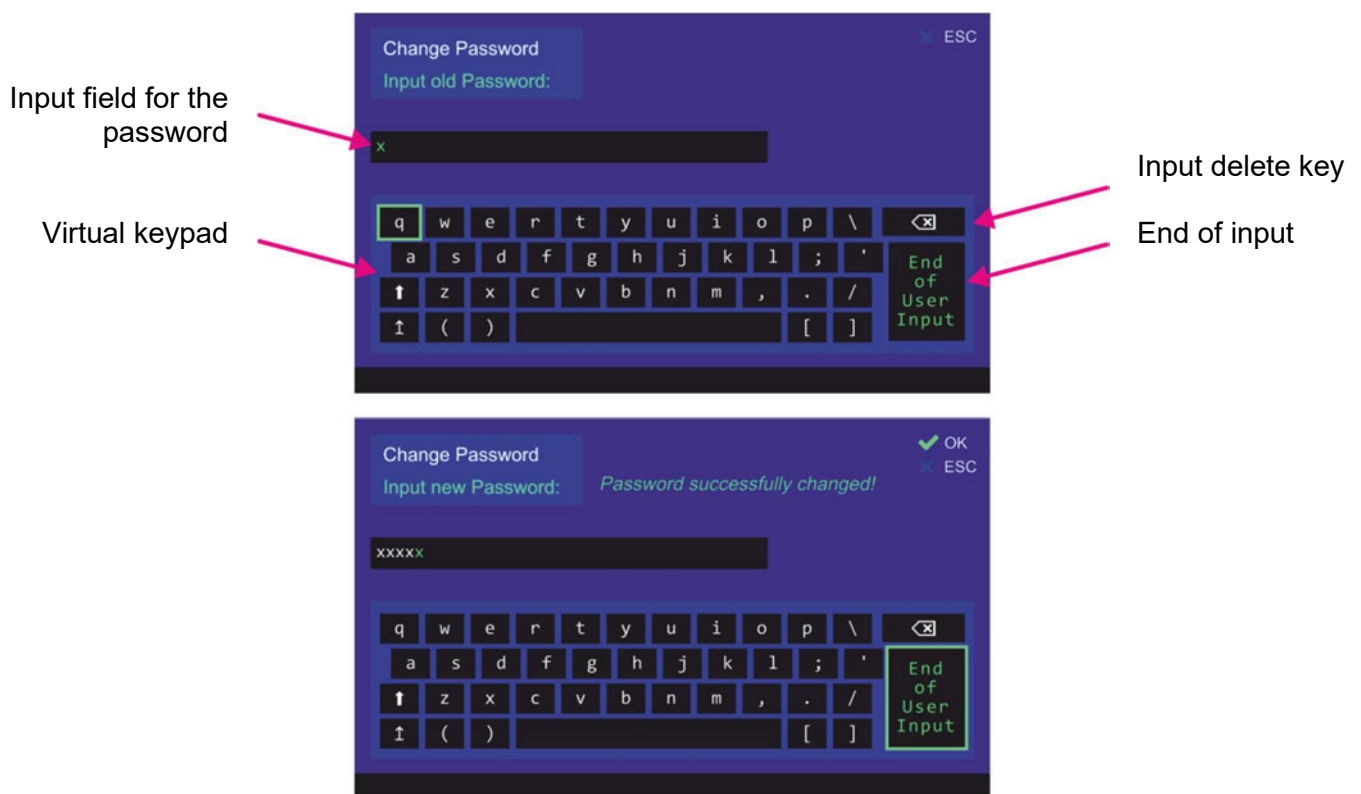 Input field for the
password
Virtual keypad
Change Password
Input old Password:
ESC
x
q w e r t y u i o p \
a s d f g h j k l ; '
End
of
User
Input
z x c v b n m , . /
( ) [ ]
Input delete key
End of input
Change Password
Input new Password:
Password successfully changed!
OK
ESC
xxxxx
q w e r t y u i o p \
a s d f g h j k l ; '
End
of
User
Input
z x c v b n m , . /
( ) [ ]